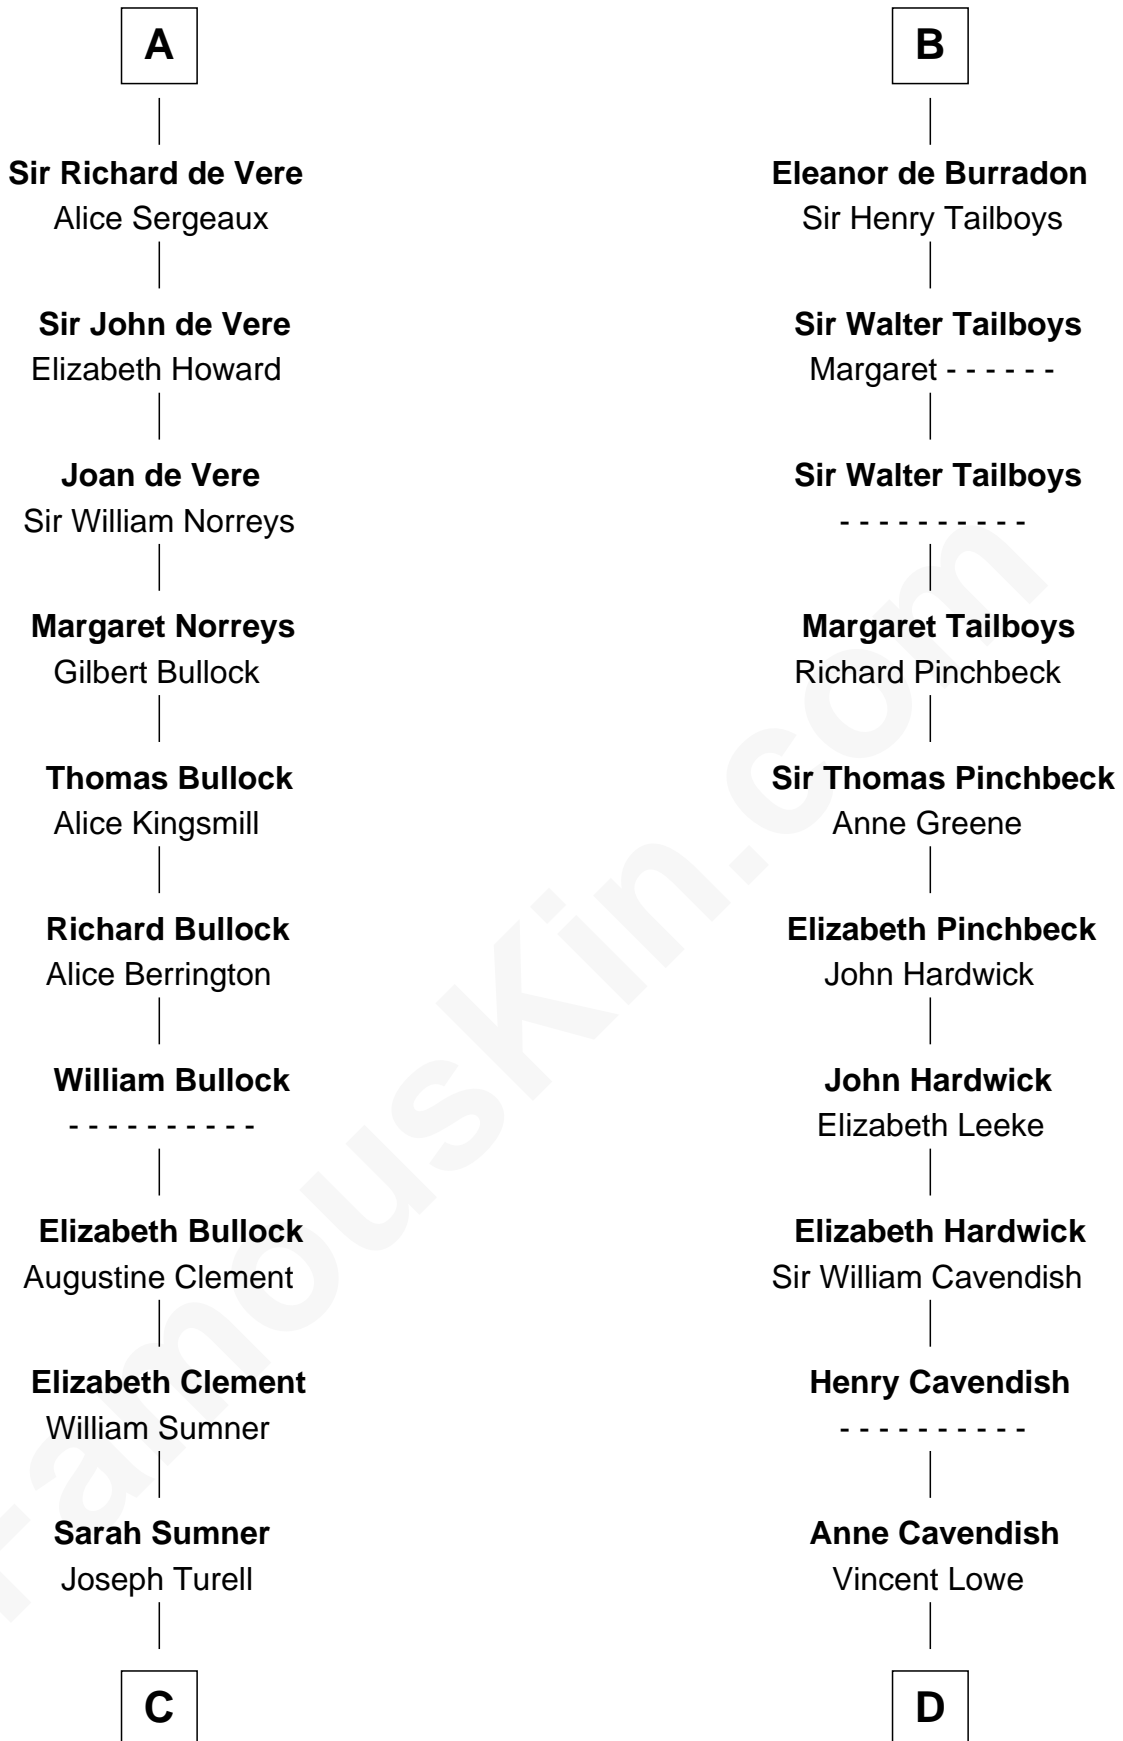 A
Sir Richard de Vere
Alice Sergeaux
Sir John de Vere
Elizabeth Howard
Joan de Vere
Sir William Norreys
Margaret Norreys
Gilbert Bullock
Thomas Bullock
Alice Kingsmill
Richard Bullock
Alice Berrington
William Bullock
- - - - - - - - - -
Elizabeth Bullock
Augustine Clement
Elizabeth Clement
William Sumner
Sarah Sumner
Joseph Turell
C
B
Eleanor de Burradon
Sir Henry Tailboys
Sir Walter Tailboys
Margaret - - - - - -
Sir Walter Tailboys
- - - - - - - - - -
Margaret Tailboys
Richard Pinchbeck
Sir Thomas Pinchbeck
Anne Greene
Elizabeth Pinchbeck
John Hardwick
John Hardwick
Elizabeth Leeke
Elizabeth Hardwick
Sir William Cavendish
Henry Cavendish
- - - - - - - - - -
Anne Cavendish
Vincent Lowe
D
FamousKin.com